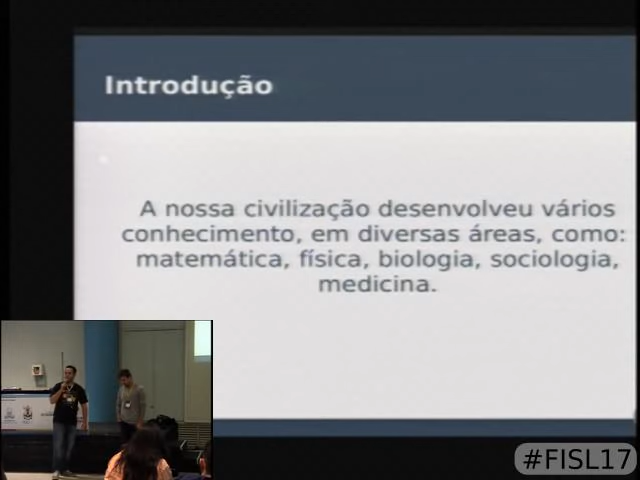 Introdução
A nossa civilização desenvolveu vários
conhecimento, em diversas áreas, como:
matemática, física, biologia, sociologia,
medicina.
#FISL17